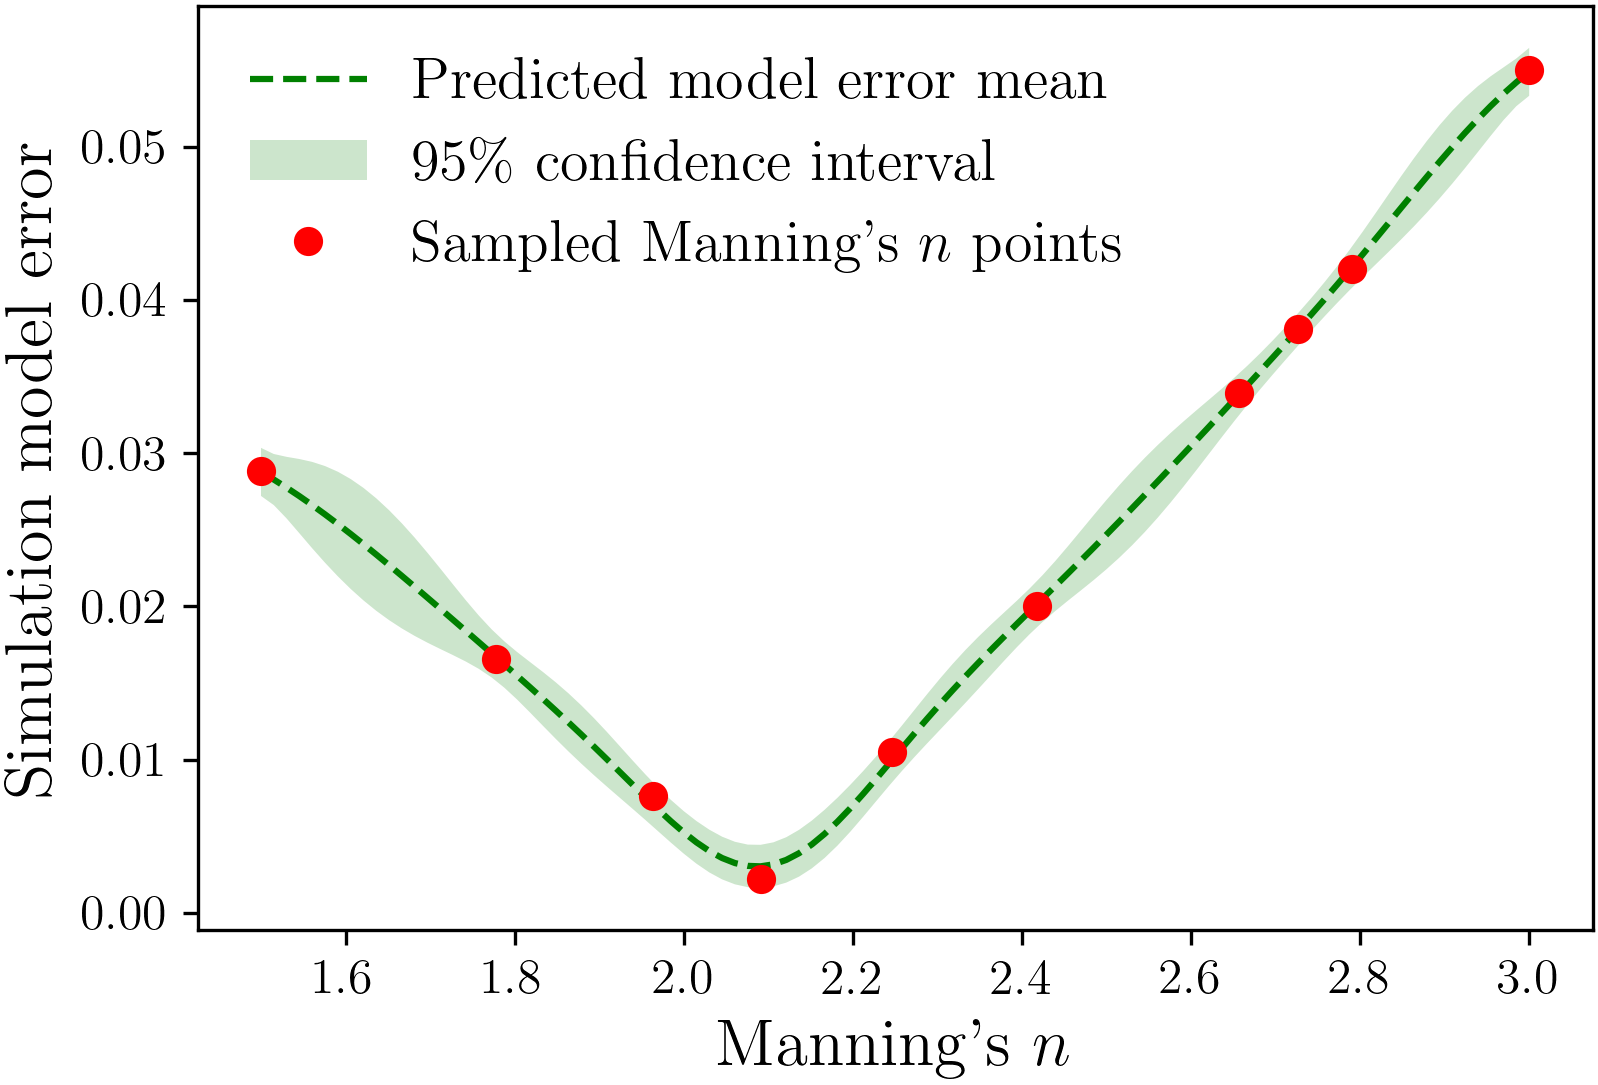 Predicted model error mean
95% confidence interval
Sampled Manning's n points
Simulation model error
0.05
0.04
0.03
0.02
0.01
0.00
1.6 1.8 2.0 2.2 2.4 2.6 2.8 3.0
Manning's n